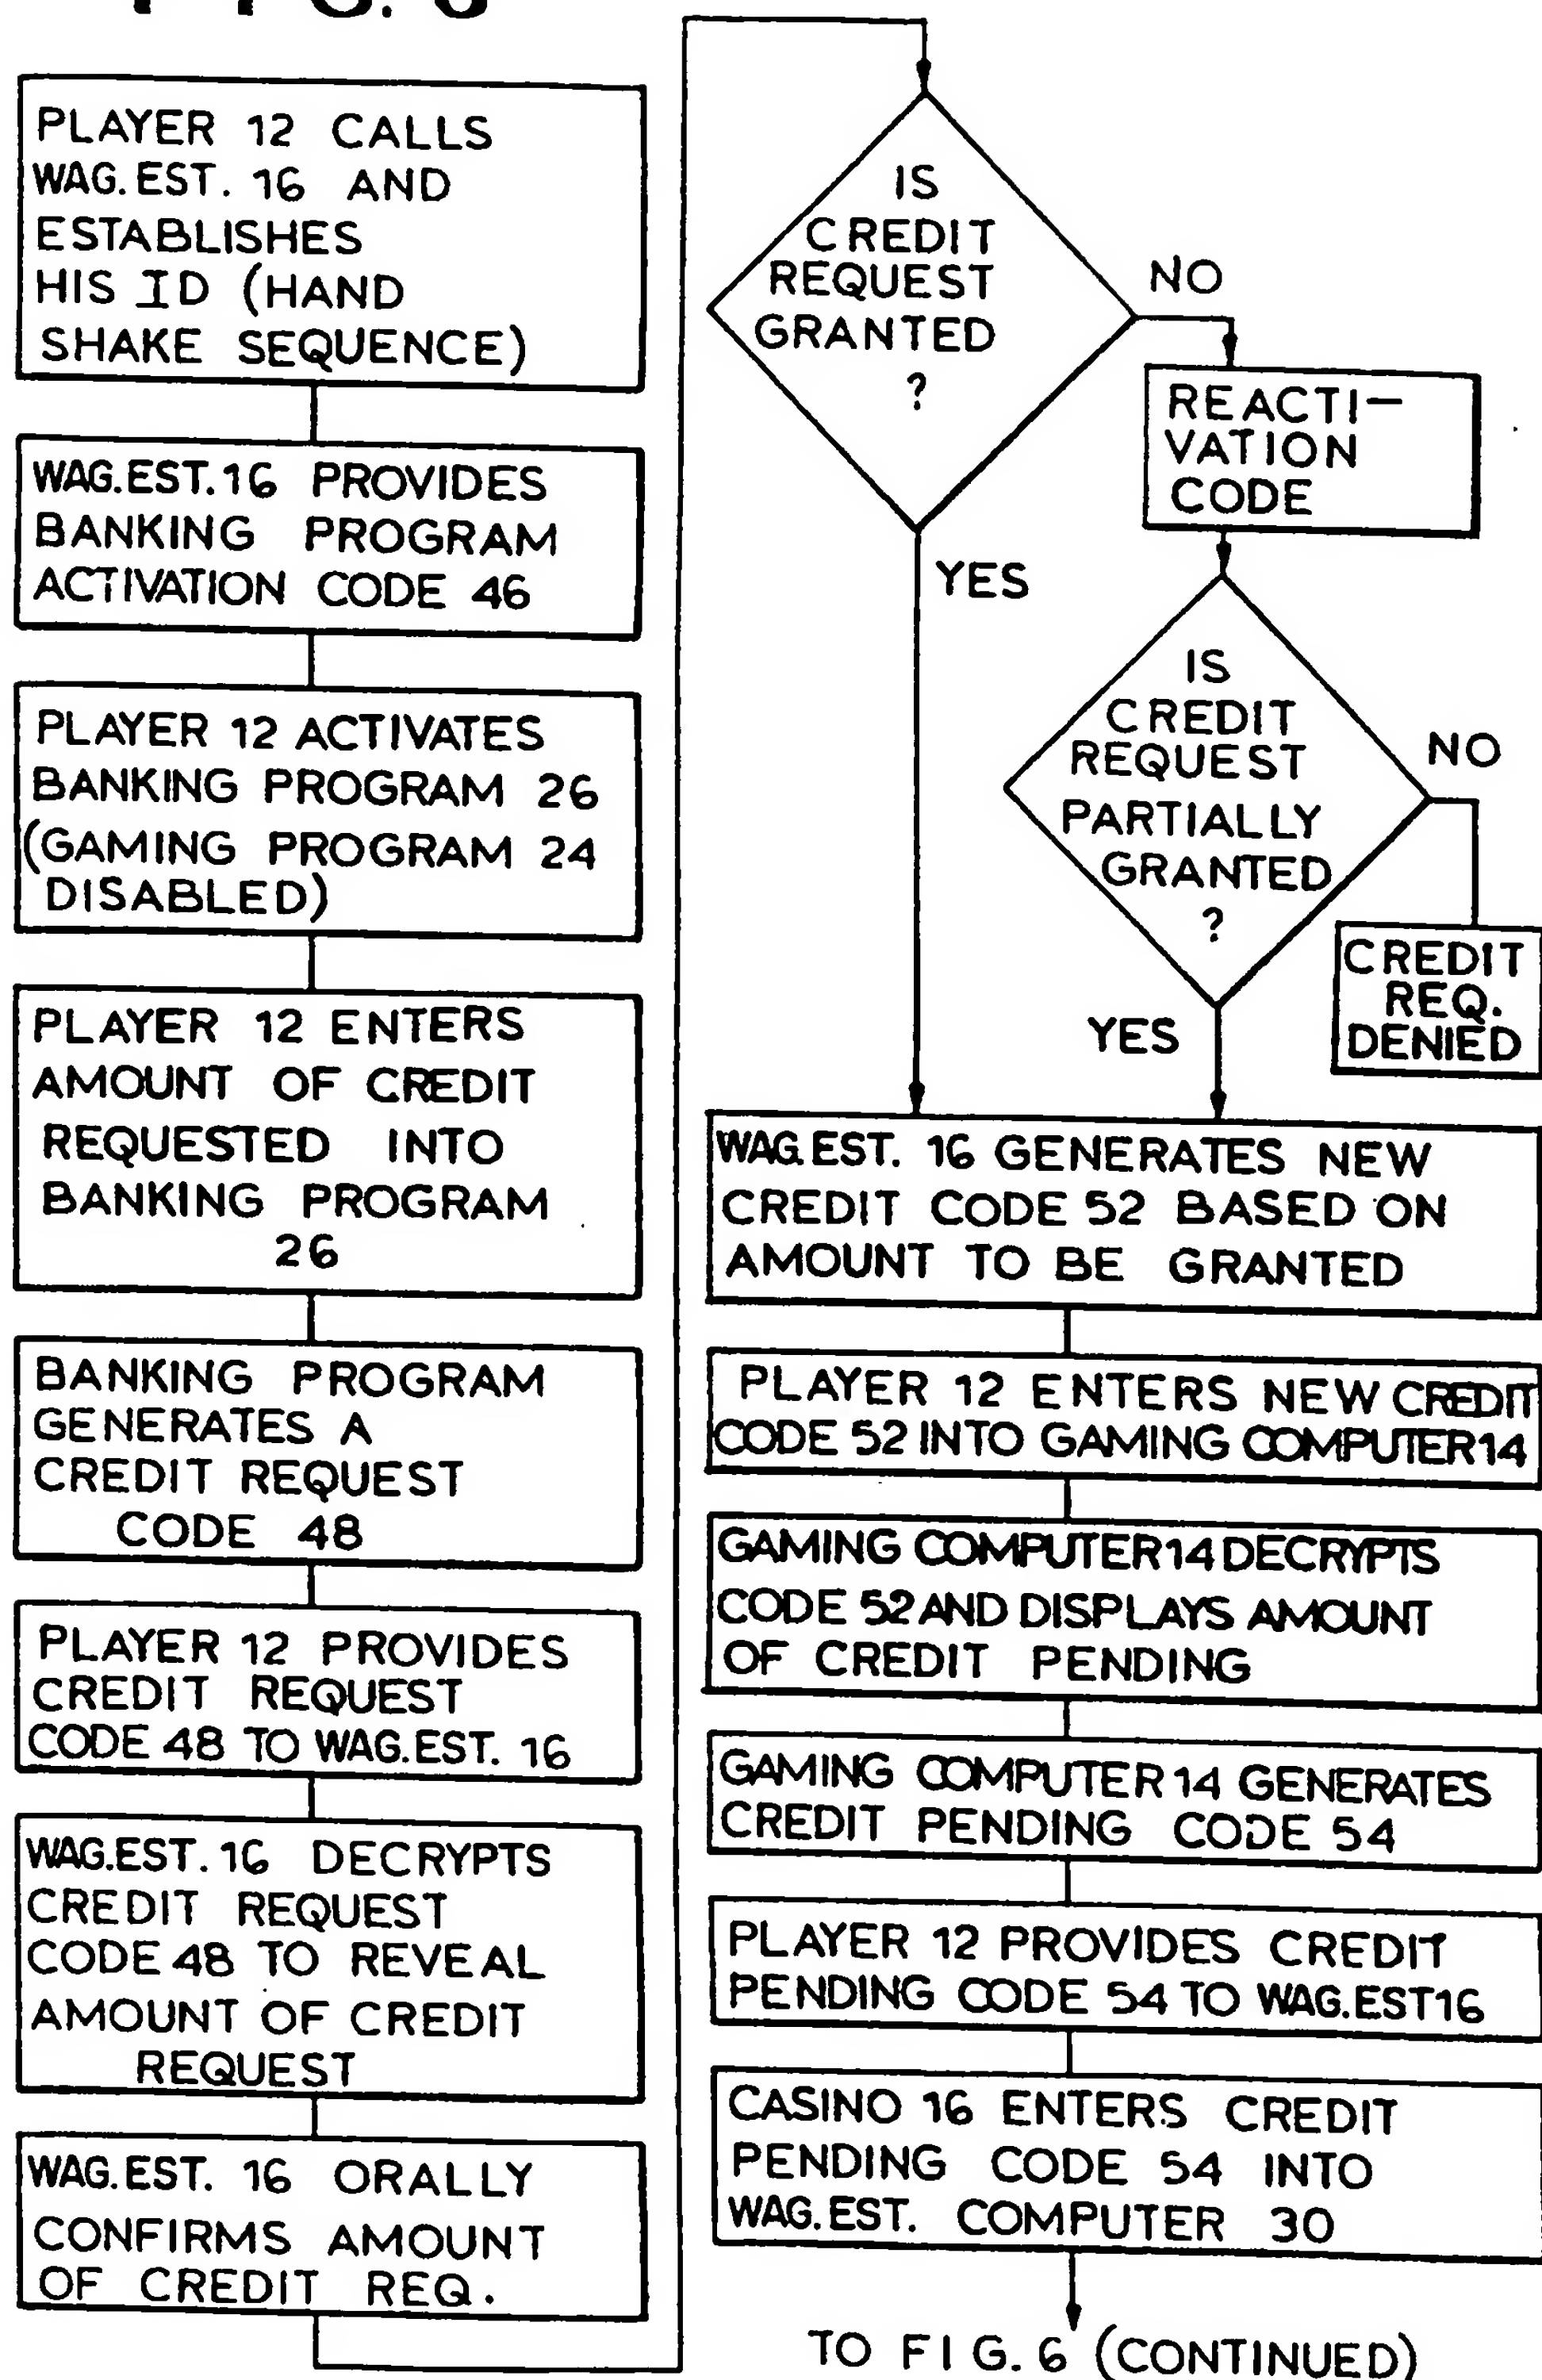 FIG. 6
PLAYER 12 CALLS
WAG.EST. 16 AND
ESTABLISHES
HIS ID (HAND
SHAKE SEQUENCE)
WAG.EST.16 PROVIDES
BANKING PROGRAM
ACTIVATION CODE 46
PLAYER 12 ACTIVATES
BANKING PROGRAM 26
(GAMING PROGRAM 24
DISABLED)
PLAYER 12 ENTERS
AMOUNT OF CREDIT
REQUESTED INTO
BANKING PROGRAM
26
BANKING PROGRAM
GENERATES A
CREDIT REQUEST
CODE 48
PLAYER 12 PROVIDES
CREDIT REQUEST
CODE 48 TO WAG.EST. 16
WAG.EST.16 DECRYPTS
CREDIT REQUEST
CODE 48 TO REVEAL
AMOUNT OF CREDIT
REQUEST
WAG.EST. 16 ORALLY
CONFIRMS AMOUNT
OF CREDIT REQ.
IS
CREDIT
REQUEST
GRANTED
?
NO
YES
REACTI-
VATION
CODE
IS
CREDIT
REQUEST
PARTIALLY
GRANTED
?
NO
YES
CREDIT
REQ.
DENIED
WAG.EST. 16 GENERATES NEW
CREDIT CODE 52 BASED ON
AMOUNT TO BE GRANTED
PLAYER 12 ENTERS NEW CREDIT
CODE 52 INTO GAMING COMPUTER 14
GAMING COMPUTER 14 DECRYPTS
CODE 52 AND DISPLAYS AMOUNT
OF CREDIT PENDING
GAMING COMPUTER 14 GENERATES
CREDIT PENDING CODE 54
PLAYER 12 PROVIDES CREDIT
PENDING CODE 54 TO WAG.EST16
CASINO 16 ENTERS CREDIT
PENDING CODE 54 INTO
WAG.EST. COMPUTER 30
TO FIG. 6 (CONTINUED)